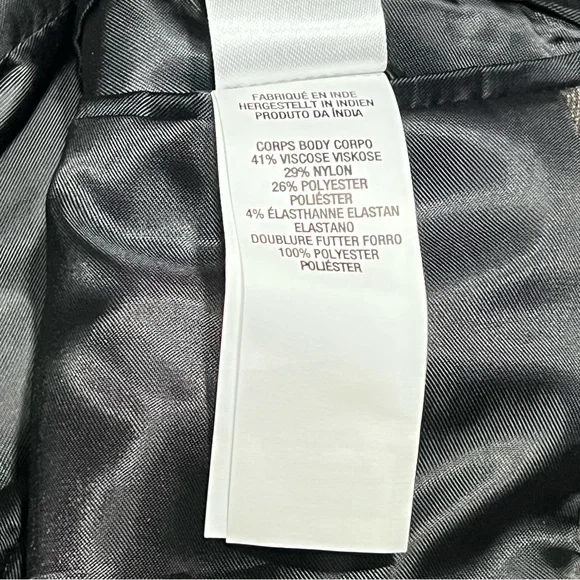 FABRIQUÉ EN INDE
HERGESTELLT IN INDIEN
PRODUTO DA ÍNDIA
CORPS BODY CORPO
41% VISCOSE VISKOSE
29% NYLON
26% POLYESTER
POLIÉSTER
4% ÉLASTHANNE ELASTAN
ELASTANO
DOUBLURE FUTTER FORRO
100% POLYESTER
POLIÉSTER